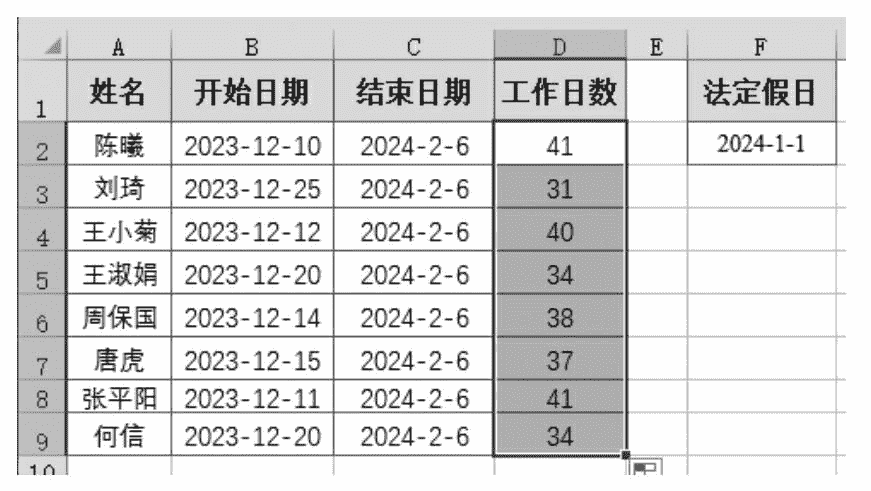 A B C D E F
1 姓名 开始日期 结束日期 工作日数 法定假日
2 陈曦 2023-12-10 2024-2-6 41 2024-1-1
3 刘琦 2023-12-25 2024-2-6 31
4 王小菊 2023-12-12 2024-2-6 40
5 王淑娟 2023-12-20 2024-2-6 34
6 周保国 2023-12-14 2024-2-6 38
7 唐虎 2023-12-15 2024-2-6 37
8 张平阳 2023-12-11 2024-2-6 41
9 何信 2023-12-20 2024-2-6 34
10